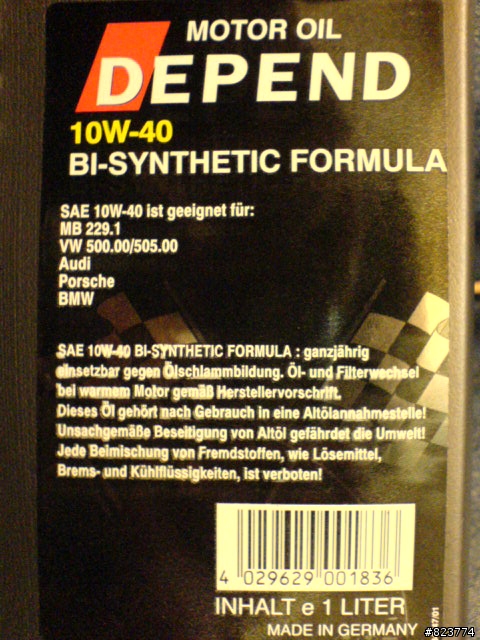 MOTOR OIL
DEPEND
10W-40
BI-SYNTHETIC FORMULA
SAE 10W-40 ist geeignet für:
MB 229.1
VW 500.00/505.00
Audi
Porsche
BMW
SAE 10W-40 BI-SYNTHETIC FORMULA : ganzjährig
einsetzbar gegen Ölschlammbildung. Öl- und Filterwechsel
bei warmem Motor gemäß Herstellervorschrift.
Dieses Öl gehört nach Gebrauch in eine Altölannahmestelle!
Unsachgemäße Beseitigung von Altöl gefährdet die Umwelt!
Jede Beimischung von Fremdstoffen, wie Lösemittel,
Brems- und Kühlflüssigkeiten, ist verboten!
4 029629 001836
INHALT e 1 LITER
MADE IN GERMANY
#823774